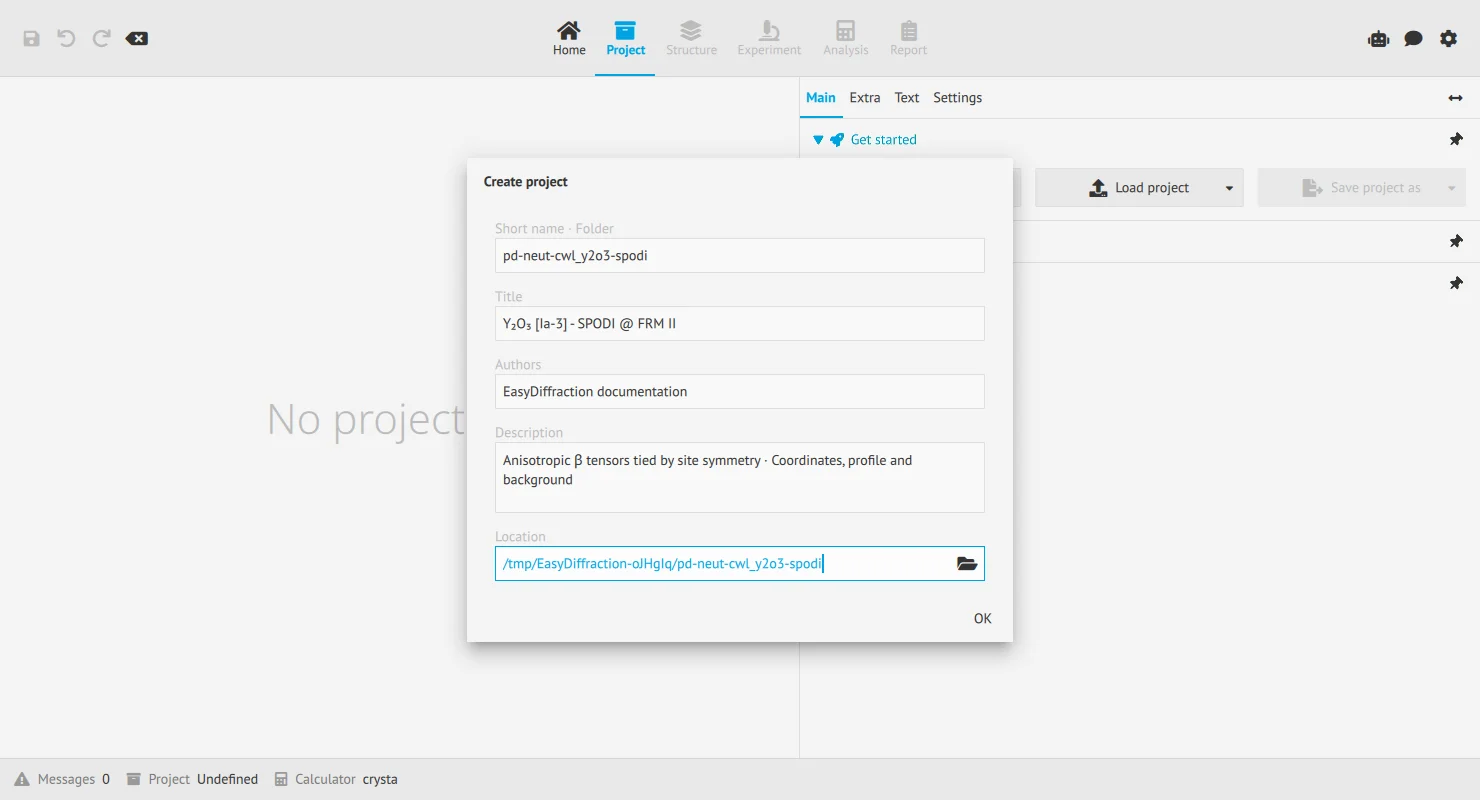 Home
Project
Structure
Experiment
Analysis
Report
Main
Extra
Text
Settings
Get started
Load project
Save project as
No project
Create project
Short name · Folder
pd-neut-cwl_y2o3-spodi
Title
Y₂O₃ [Ia-3] - SPODI @ FRM II
Authors
EasyDiffraction documentation
Description
Anisotropic β tensors tied by site symmetry · Coordinates, profile and
background
Location
/tmp/EasyDiffraction-oJHgIq/pd-neut-cwl_y2o3-spodi
OK
Messages 0
Project Undefined
Calculator crysta